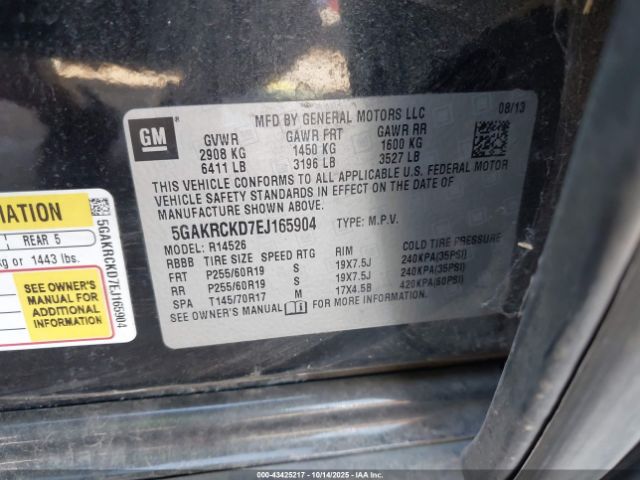 MFD BY GENERAL MOTORS LLC 08/13
GM
GVWR GAWR FRT GAWR RR
2908 KG 1450 KG 1600 KG
6411 LB 3196 LB 3527 LB
THIS VEHICLE CONFORMS TO ALL APPLICABLE U.S. FEDERAL MOTOR
VEHICLE SAFETY STANDARDS IN EFFECT ON THE DATE OF
MANUFACTURE SHOWN ABOVE.
5GAKRCKD7EJ165904 TYPE: M.P.V.
MODEL: R14526
RBBB TIRE SIZE SPEED RTG RIM COLD TIRE PRESSURE
FRT P255/60R19 S 19X7.5J 240KPA(35PSI)
RR P255/60R19 S 19X7.5J 240KPA(35PSI)
SPA T145/70R17 M 17X4.5B 420KPA(60PSI)
SEE OWNER'S MANUAL FOR MORE INFORMATION
REAR 5
kg or 1443 lbs.
SEE OWNER'S
MANUAL FOR
ADDITIONAL
INFORMATION
5GAKRCKD7EJ165904
000-43425217 - 10/14/2025 - IAAC.